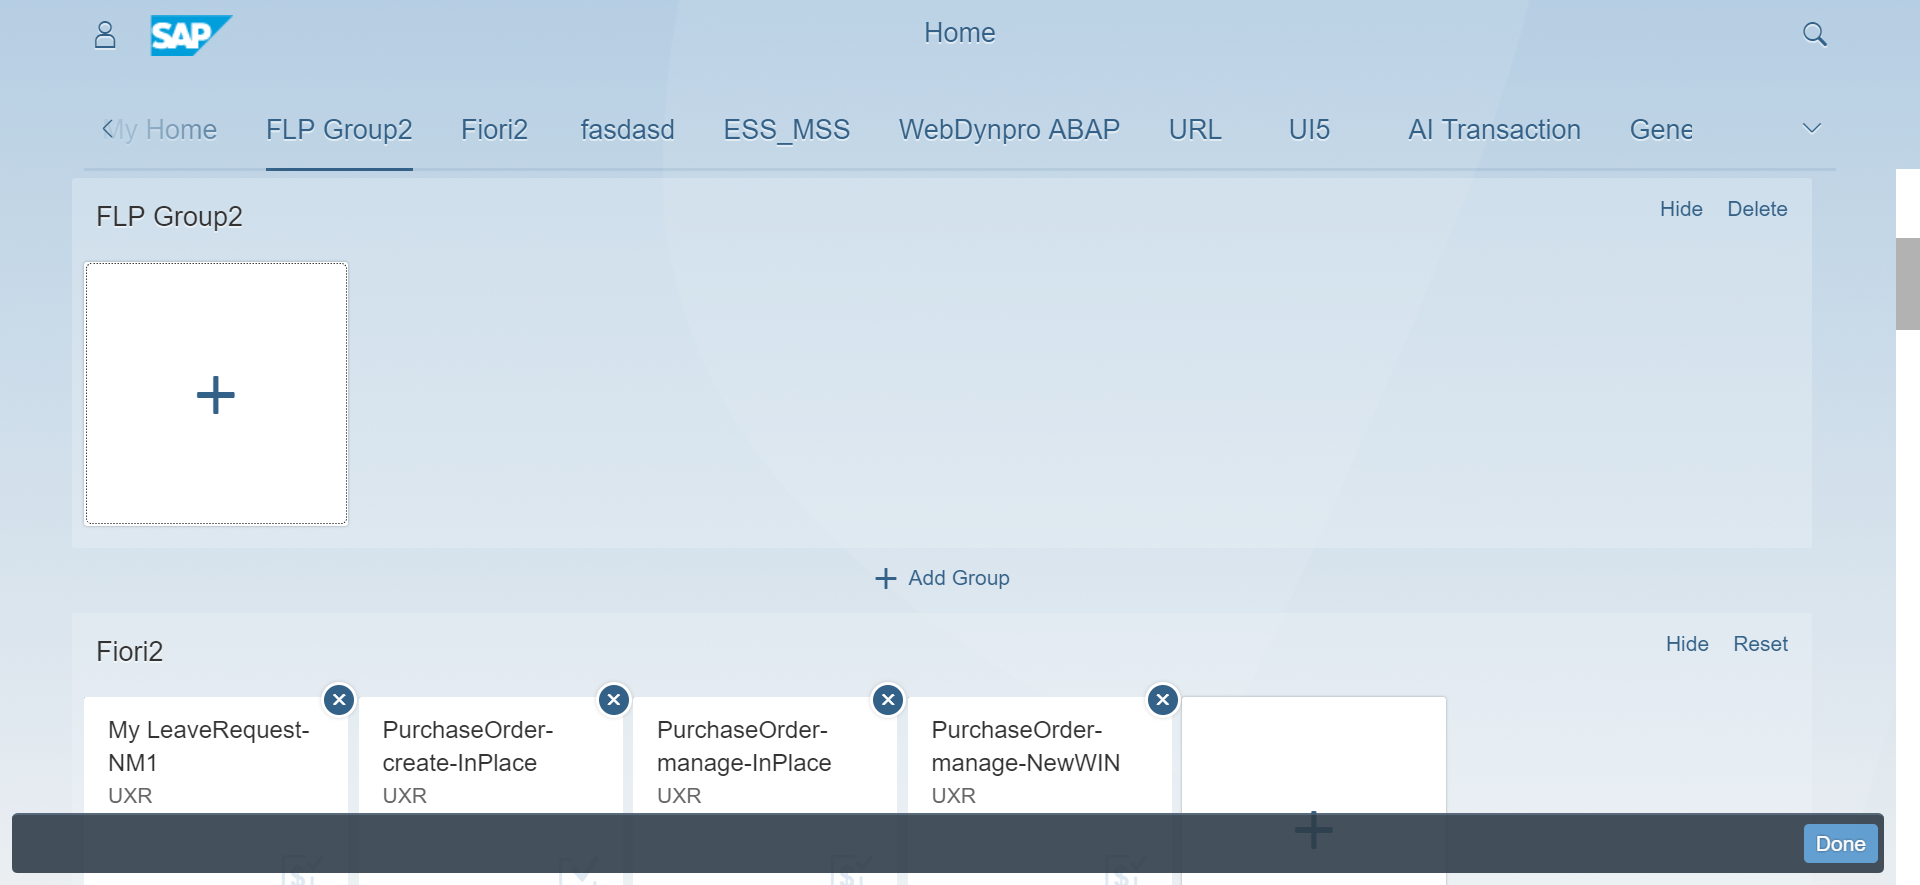 SAP
Home
My Home FLP Group2 Fiori2 fasdasd ESS_MSS WebDynpro ABAP URL UI5 AI Transaction Gene
FLP Group2 Hide Delete
Add Group
Fiori2 Hide Reset
My LeaveRequest-
NM1
UXR
PurchaseOrder-
create-InPlace
UXR
PurchaseOrder-
manage-InPlace
UXR
PurchaseOrder-
manage-NewWIN
UXR
Done